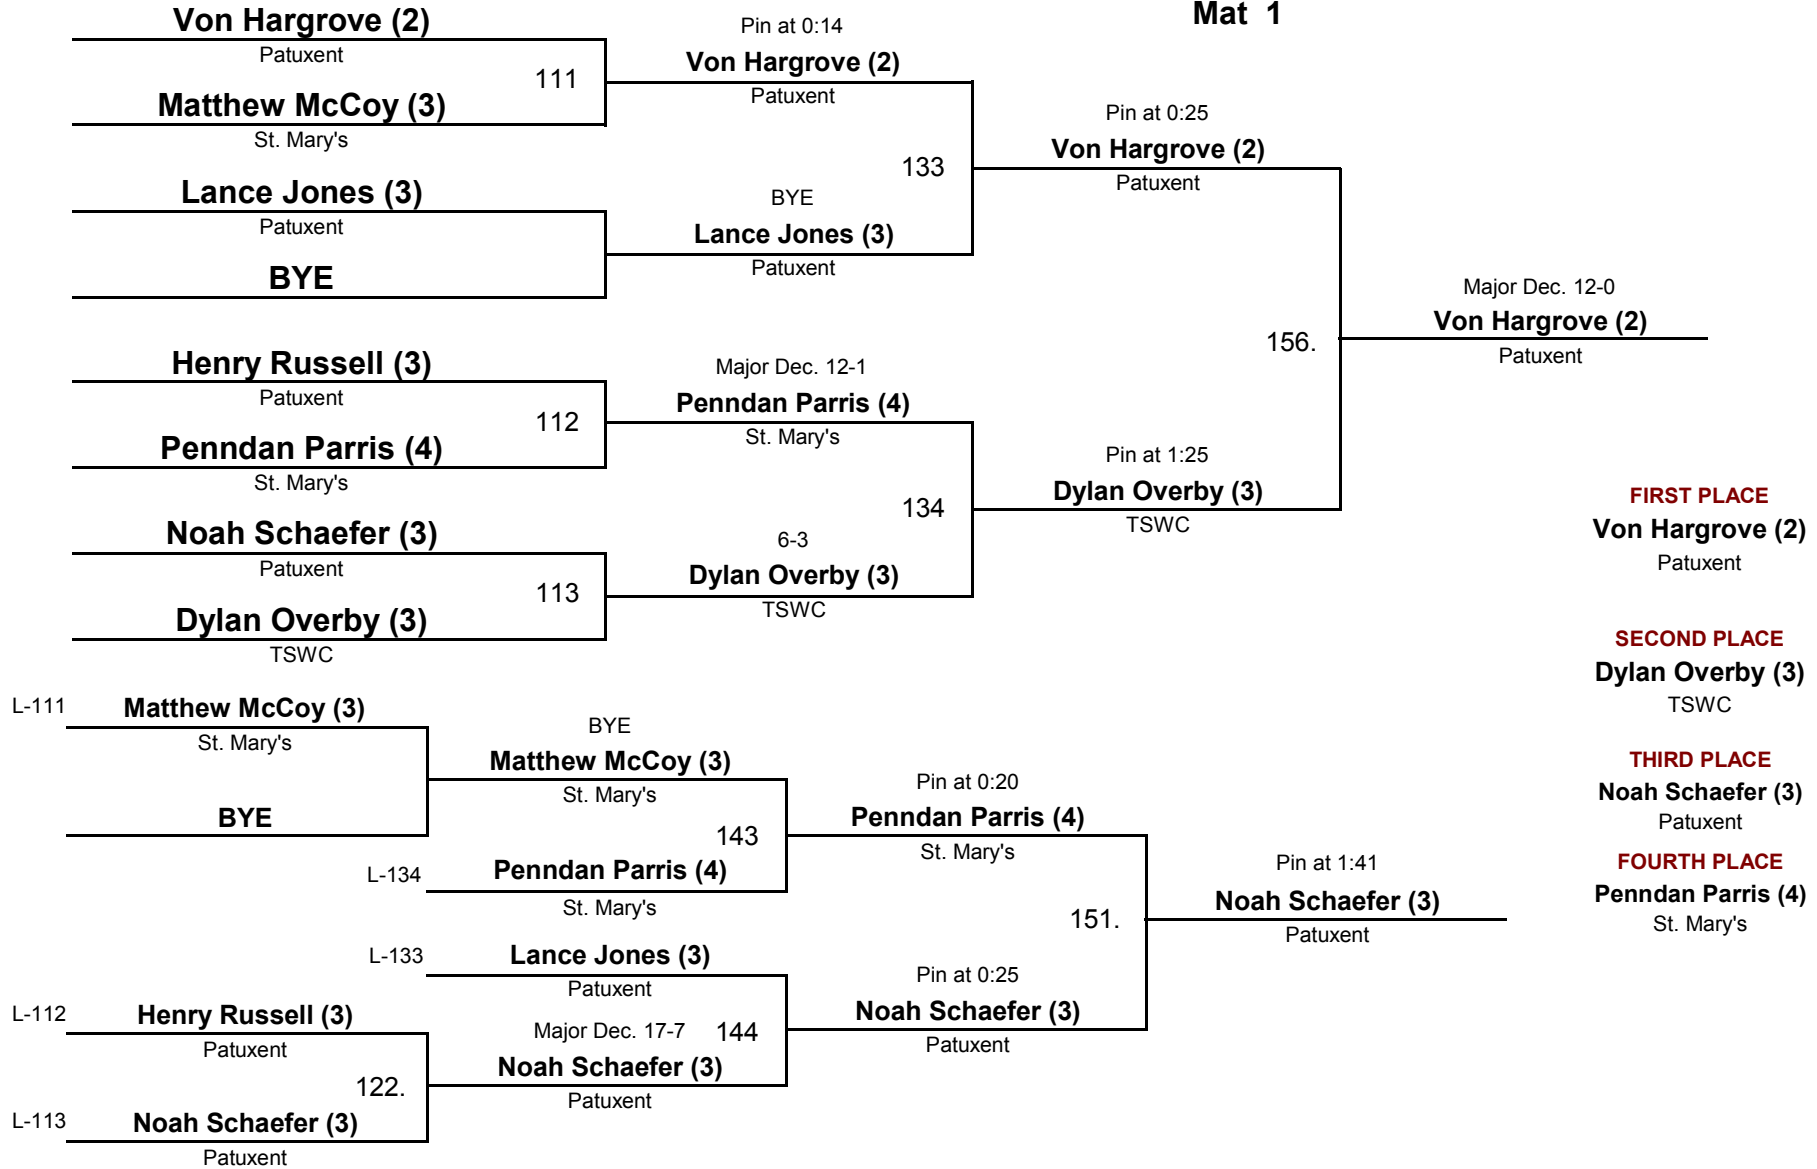 Mat 1
Von Hargrove (2)
Patuxent
111
Matthew McCoy (3)
St. Mary's
Lance Jones (3)
Patuxent
BYE
Henry Russell (3)
Patuxent
112
Penndan Parris (4)
St. Mary's
Noah Schaefer (3)
Patuxent
113
Dylan Overby (3)
TSWC
Pin at 0:14
Von Hargrove (2)
Patuxent
133
BYE
Lance Jones (3)
Patuxent
Major Dec. 12-1
Penndan Parris (4)
St. Mary's
134
6-3
Dylan Overby (3)
TSWC
Pin at 0:25
Von Hargrove (2)
Patuxent
156.
Pin at 1:25
Dylan Overby (3)
TSWC
Major Dec. 12-0
Von Hargrove (2)
Patuxent
FIRST PLACE
Von Hargrove (2)
Patuxent
SECOND PLACE
Dylan Overby (3)
TSWC
THIRD PLACE
Noah Schaefer (3)
Patuxent
FOURTH PLACE
Penndan Parris (4)
St. Mary's
L-111
Matthew McCoy (3)
St. Mary's
BYE
L-112
Henry Russell (3)
Patuxent
122.
L-113
Noah Schaefer (3)
Patuxent
BYE
Matthew McCoy (3)
St. Mary's
143
L-134
Penndan Parris (4)
St. Mary's
L-133
Lance Jones (3)
Patuxent
Major Dec. 17-7
144
Noah Schaefer (3)
Patuxent
Pin at 0:20
Penndan Parris (4)
St. Mary's
151.
Pin at 0:25
Noah Schaefer (3)
Patuxent
Pin at 1:41
Noah Schaefer (3)
Patuxent